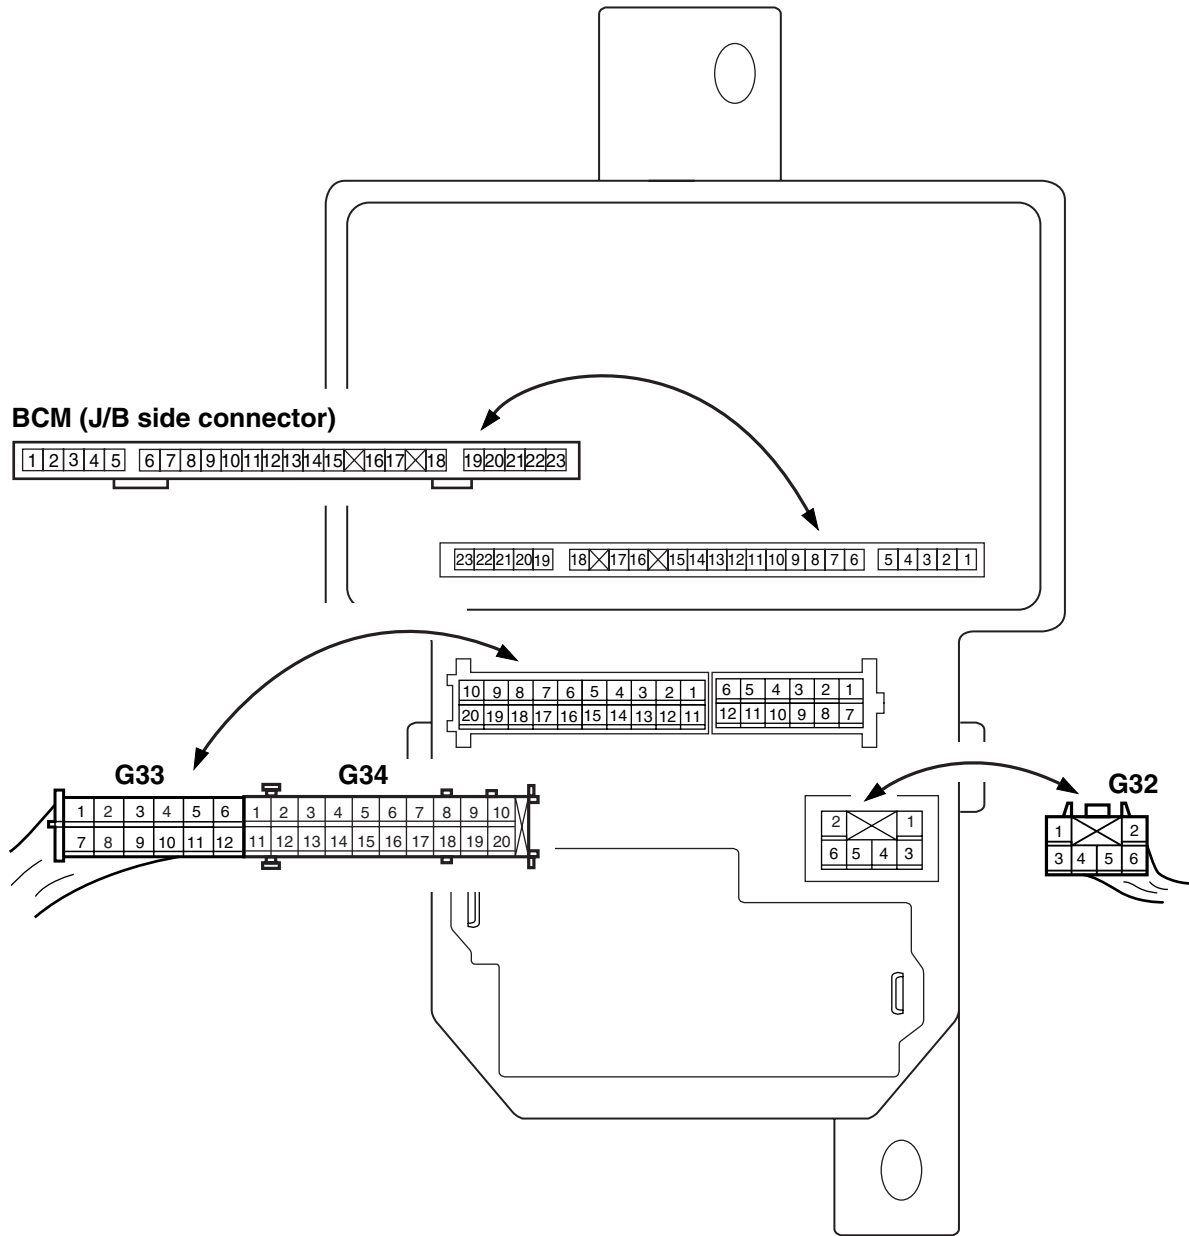 BCM (J/B side connector)
1 2 3 4 5 6 7 8 9 10 11 12 13 14 15 16 17 18 19 20 21 22 23
23 22 21 20 19 18 17 16 15 14 13 12 11 10 9 8 7 6 5 4 3 2 1
10 9 8 7 6 5 4 3 2 1 6 5 4 3 2 1
20 19 18 17 16 15 14 13 12 11 12 11 10 9 8 7
G33 G34
1 2 3 4 5 6 1 2 3 4 5 6 7 8 9 10
7 8 9 10 11 12 11 12 13 14 15 16 17 18 19 20
2 1
6 5 4 3
G32
1 2
3 4 5 6